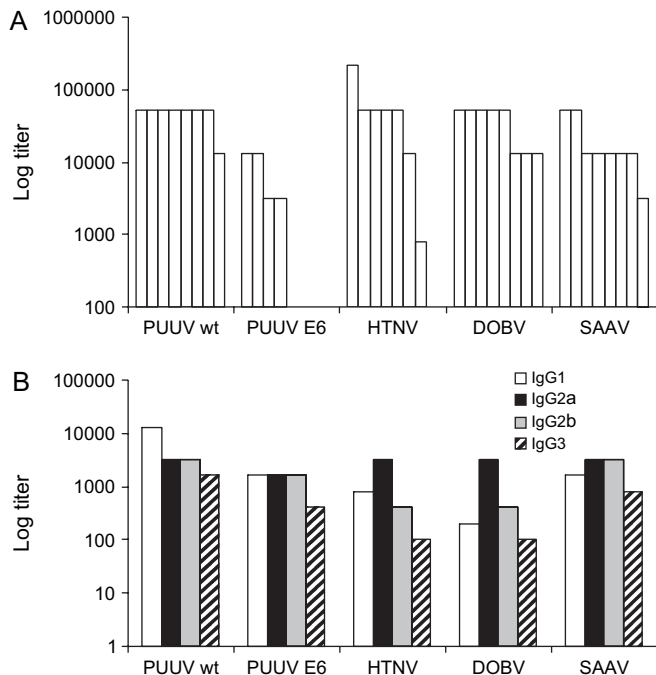 A
Log titer
1000000
100000
10000
1000
100
PUUV wt PUUV E6 HTNV DOBV SAAV
B
Log titer
100000
10000
1000
100
10
1
IgG1
IgG2a
IgG2b
IgG3
PUUV wt PUUV E6 HTNV DOBV SAAV